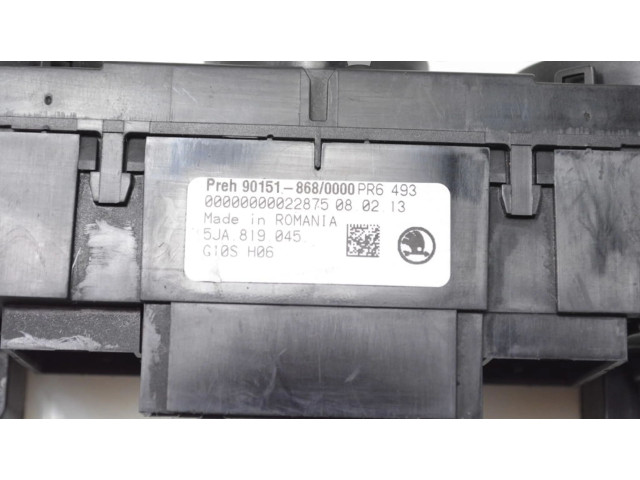 Preh 90151-868/0000 PR6 493
00000000022875 08 02 13
Made in ROMANIA
5JA 819 045
G10S H06